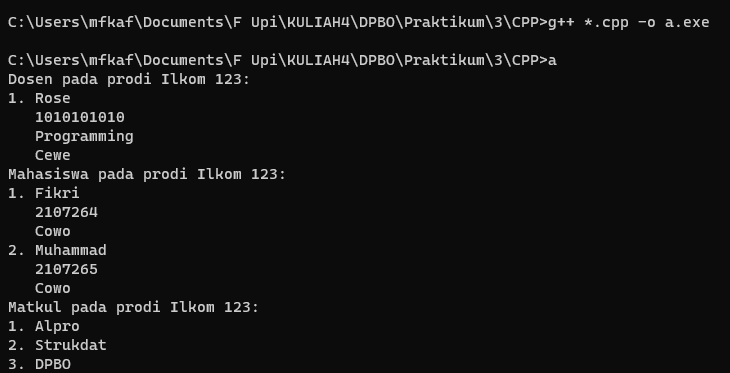 C:\Users\mfkaf\Documents\F Upi\KULIAH4\DPBO\Praktikum\3\CPP>g++ *.cpp -o a.exe
C:\Users\mfkaf\Documents\F Upi\KULIAH4\DPBO\Praktikum\3\CPP>a
Dosen pada prodi Ilkom 123:
1. Rose
   1010101010
   Programming
   Cewe
Mahasiswa pada prodi Ilkom 123:
1. Fikri
   2107264
   Cowo
2. Muhammad
   2107265
   Cowo
Matkul pada prodi Ilkom 123:
1. Alpro
2. Strukdat
3. DPBO